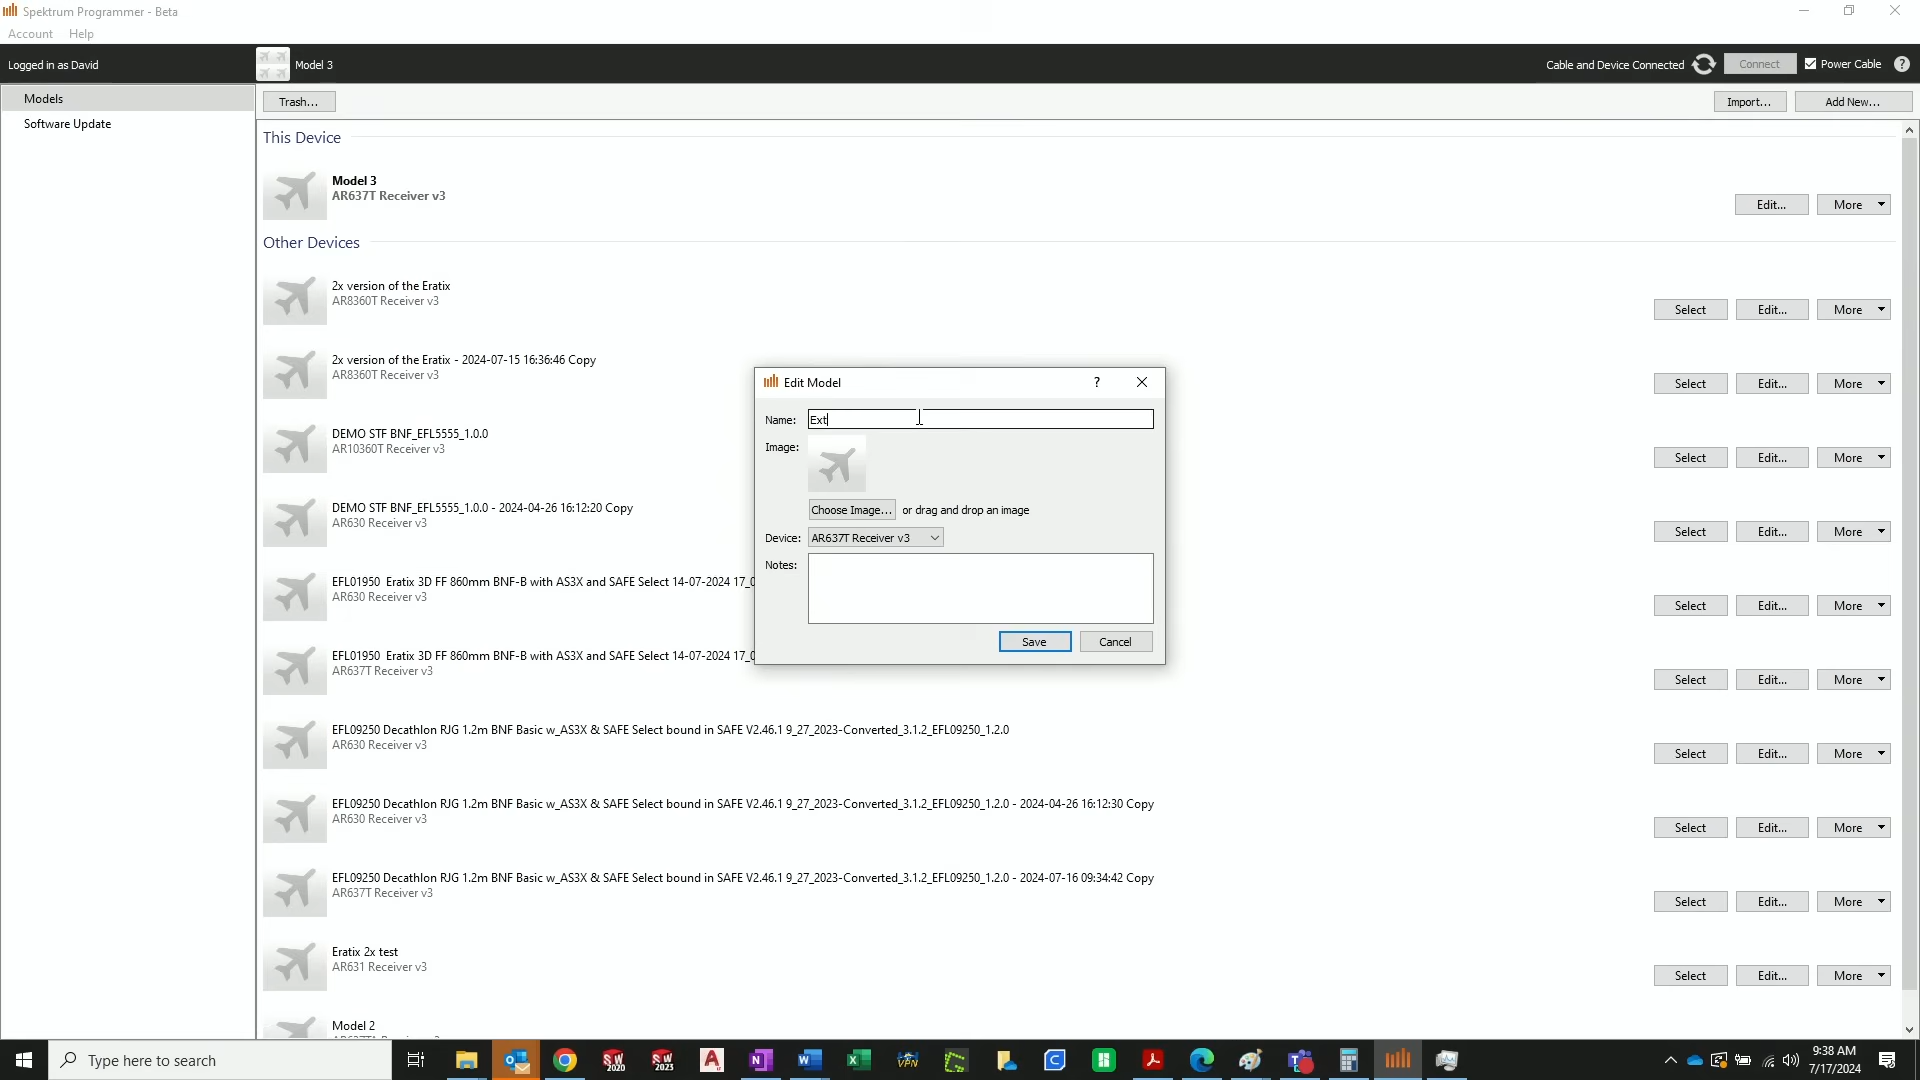 Spektrum Programmer - Beta
Account Help
Logged in as David
Model 3
Cable and Device Connected
Connect
Power Cable
?
Models
Software Update
Trash...
Import...
Add New...
This Device
Model 3
AR637T Receiver v3
Edit...
More
Other Devices
2x version of the Eratix
AR8360T Receiver v3
Select
Edit...
More
2x version of the Eratix - 2024-07-15 16:36:46 Copy
AR8360T Receiver v3
Select
Edit...
More
DEMO STF BNF_EFL5555_1.0.0
AR10360T Receiver v3
Select
Edit...
More
DEMO STF BNF_EFL5555_1.0.0 - 2024-04-26 16:12:20 Copy
AR630 Receiver v3
Select
Edit...
More
EFL01950 Eratix 3D FF 860mm BNF-B with AS3X and SAFE Select 14-07-2024 17_0
AR630 Receiver v3
Select
Edit...
More
EFL01950 Eratix 3D FF 860mm BNF-B with AS3X and SAFE Select 14-07-2024 17_0
AR637T Receiver v3
Select
Edit...
More
EFL09250 Decathlon RJG 1.2m BNF Basic w_AS3X & SAFE Select bound in SAFE V2.46.1 9_27_2023-Converted_3.1.2_EFL09250_1.2.0
AR630 Receiver v3
Select
Edit...
More
EFL09250 Decathlon RJG 1.2m BNF Basic w_AS3X & SAFE Select bound in SAFE V2.46.1 9_27_2023-Converted_3.1.2_EFL09250_1.2.0 - 2024-04-26 16:12:30 Copy
AR630 Receiver v3
Select
Edit...
More
EFL09250 Decathlon RJG 1.2m BNF Basic w_AS3X & SAFE Select bound in SAFE V2.46.1 9_27_2023-Converted_3.1.2_EFL09250_1.2.0 - 2024-07-16 09:34:42 Copy
AR637T Receiver v3
Select
Edit...
More
Eratix 2x test
AR631 Receiver v3
Select
Edit...
More
Model 2
Edit Model
?
Name: Ext
Image:
Choose Image... or drag and drop an image
Device: AR637T Receiver v3
Notes:
Save
Cancel
Type here to search
SW 2020
SW 2023
VPN
9:38 AM
7/17/2024